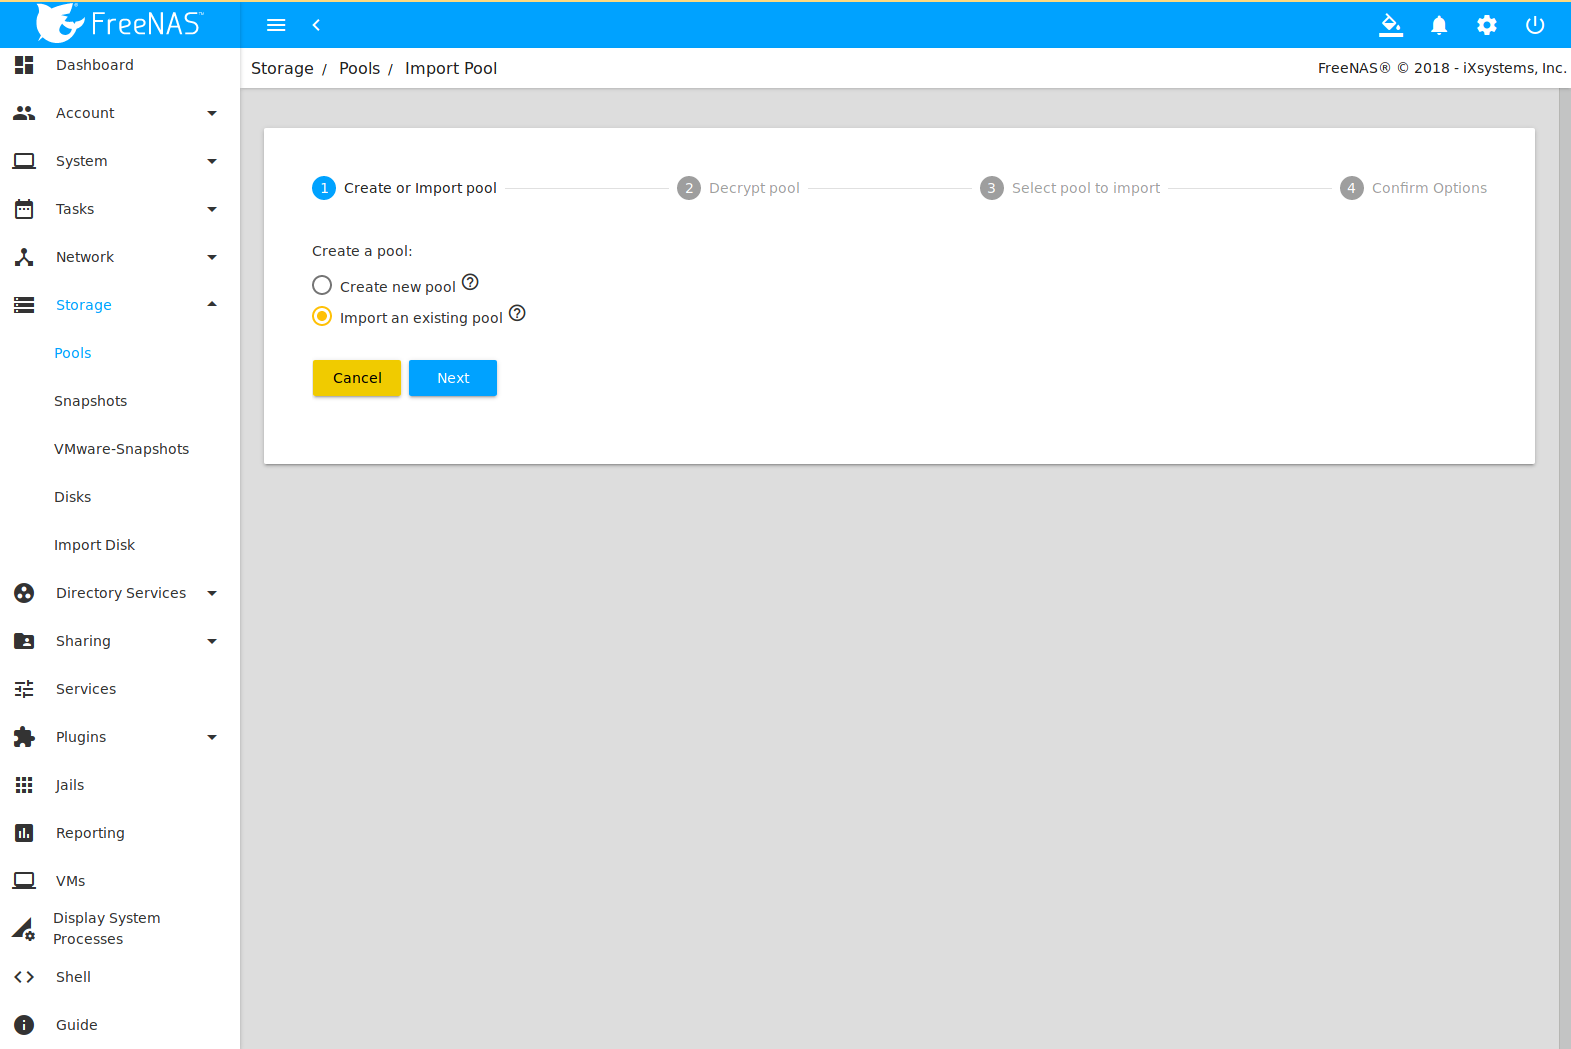 FreeNAS™
Dashboard
Account
System
Tasks
Network
Storage
Pools
Snapshots
VMware-Snapshots
Disks
Import Disk
Directory Services
Sharing
Services
Plugins
Jails
Reporting
VMs
Display System
Processes
Shell
Guide
Storage / Pools / Import Pool
FreeNAS® © 2018 - iXsystems, Inc.
1 Create or Import pool
2 Decrypt pool
3 Select pool to import
4 Confirm Options
Create a pool:
Create new pool ?
Import an existing pool ?
Cancel
Next